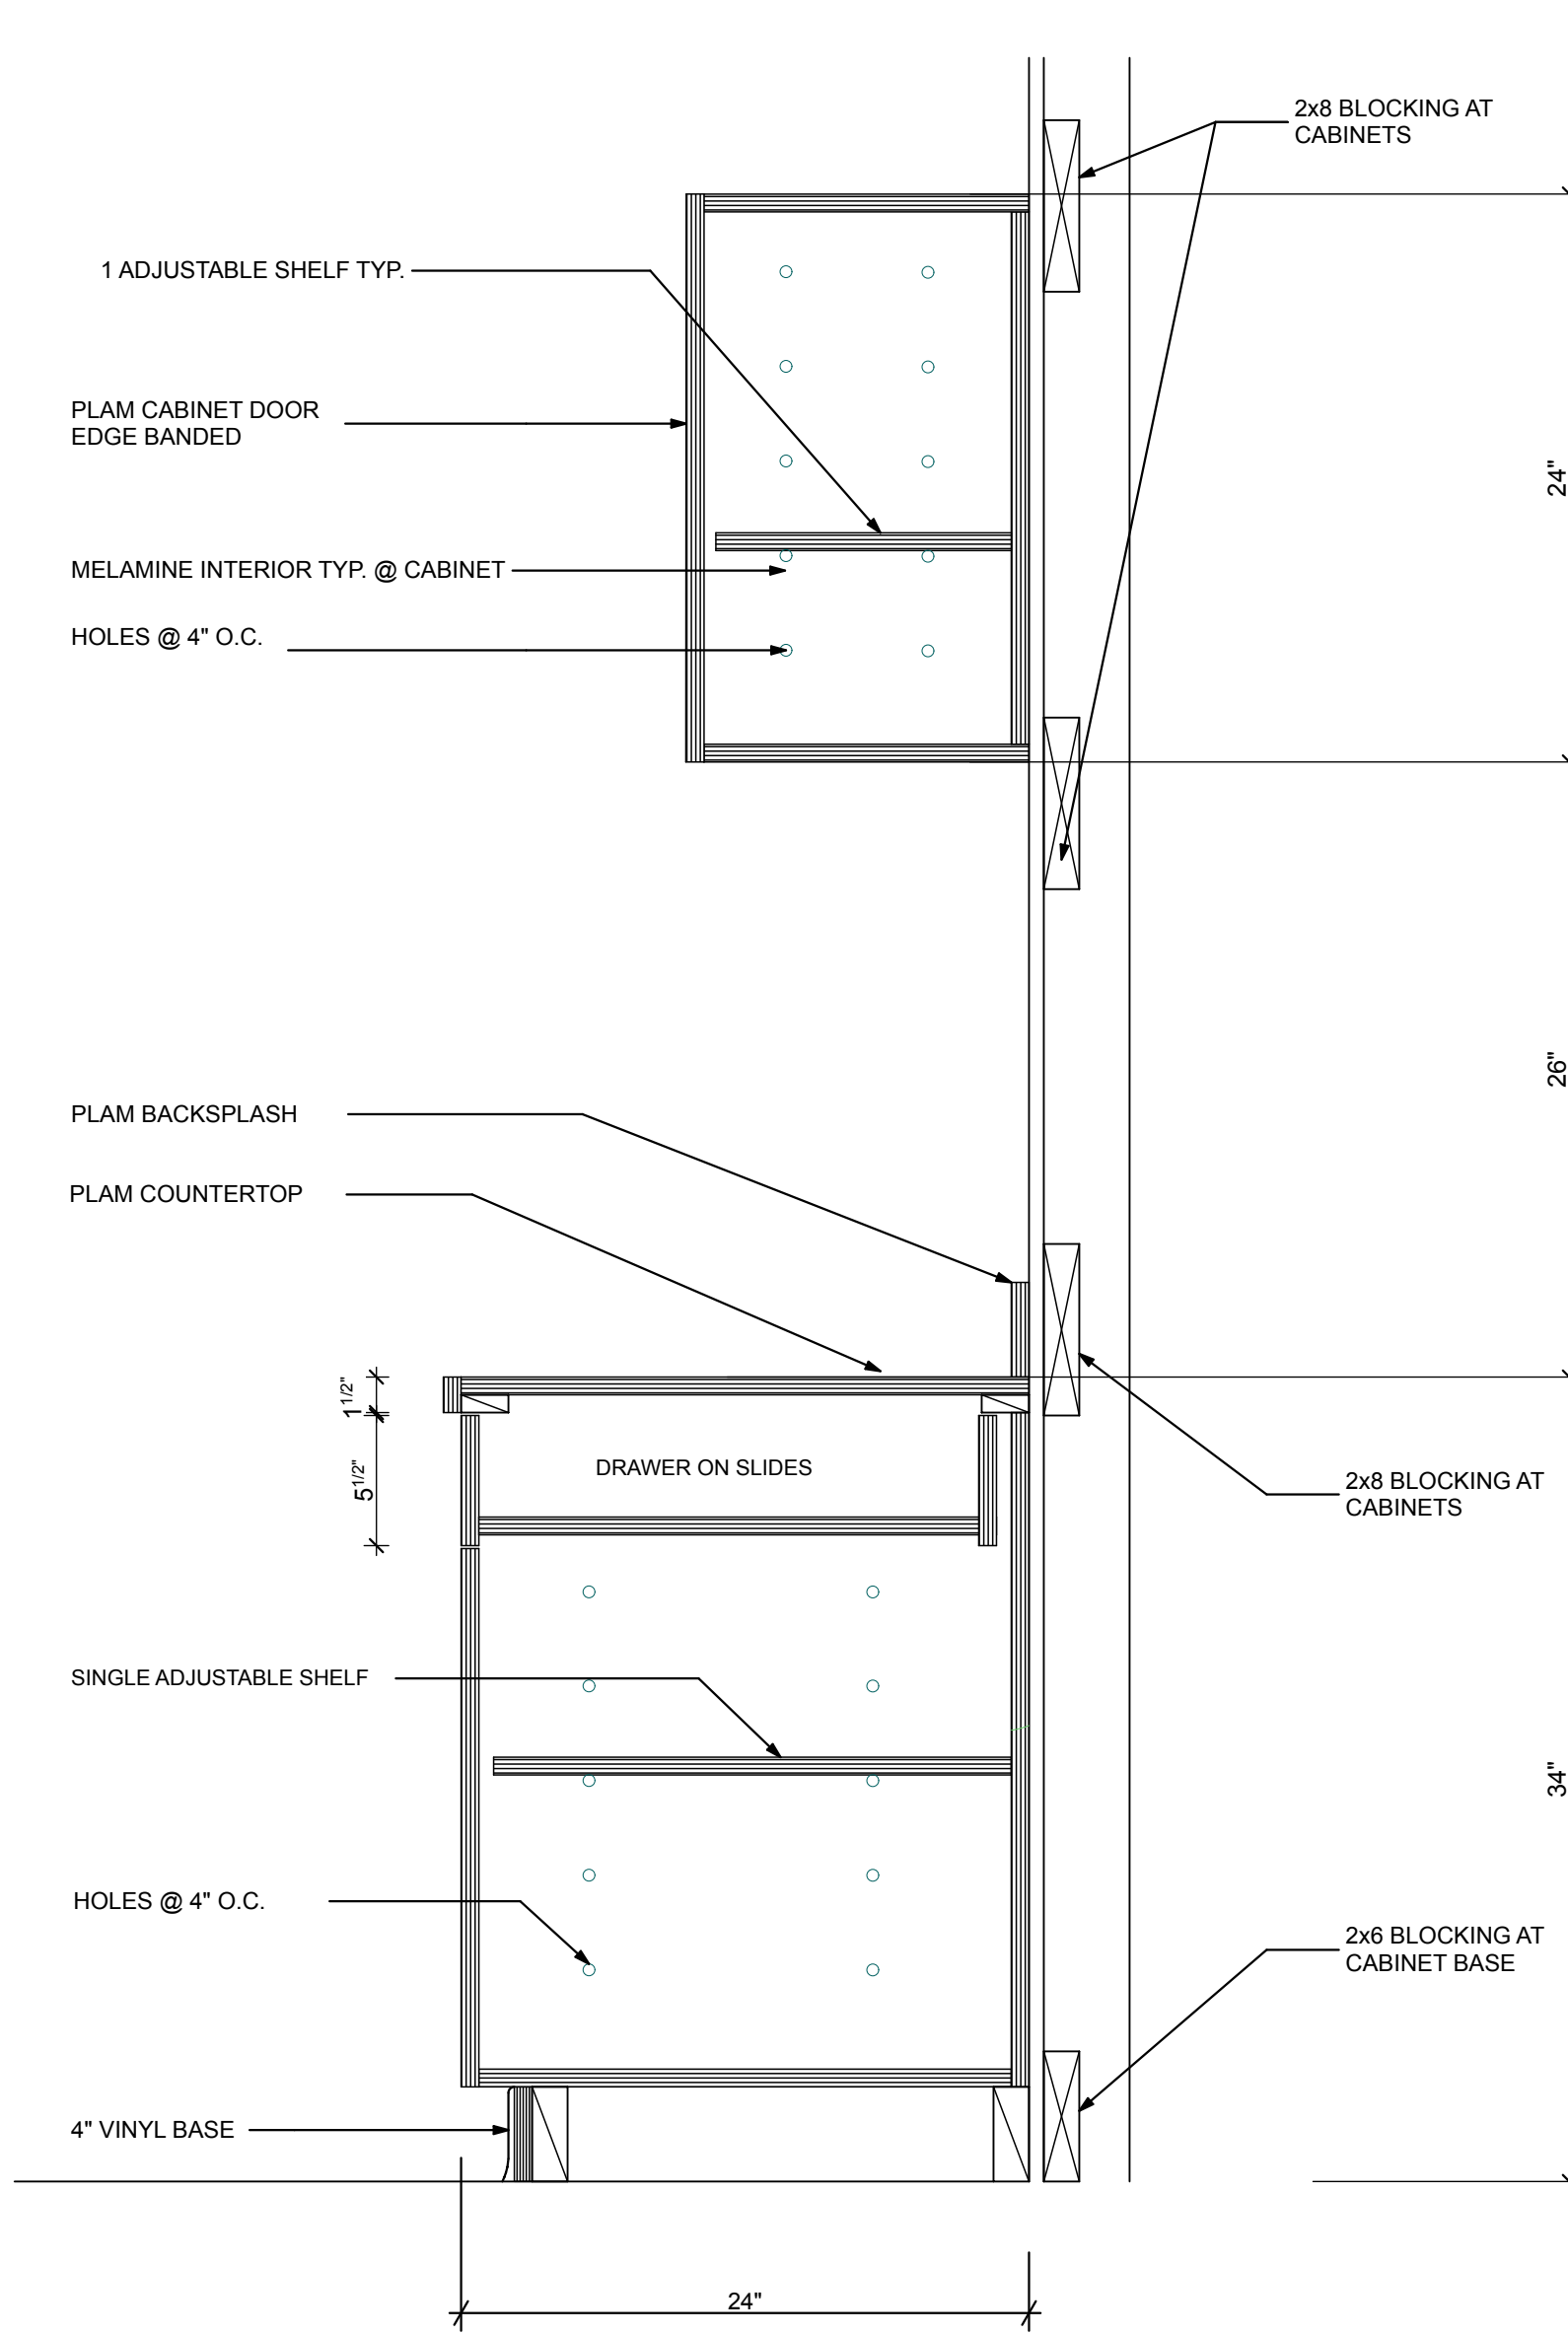 2x8 BLOCKING AT
CABINETS
1 ADJUSTABLE SHELF TYP.
PLAM CABINET DOOR
EDGE BANDED
24"
MELAMINE INTERIOR TYP. @ CABINET
HOLES @ 4" O.C.
26"
PLAM BACKSPLASH
PLAM COUNTERTOP
1 1/2"
5 1/2"
DRAWER ON SLIDES
2x8 BLOCKING AT
CABINETS
SINGLE ADJUSTABLE SHELF
34"
HOLES @ 4" O.C.
2x6 BLOCKING AT
CABINET BASE
4" VINYL BASE
24"